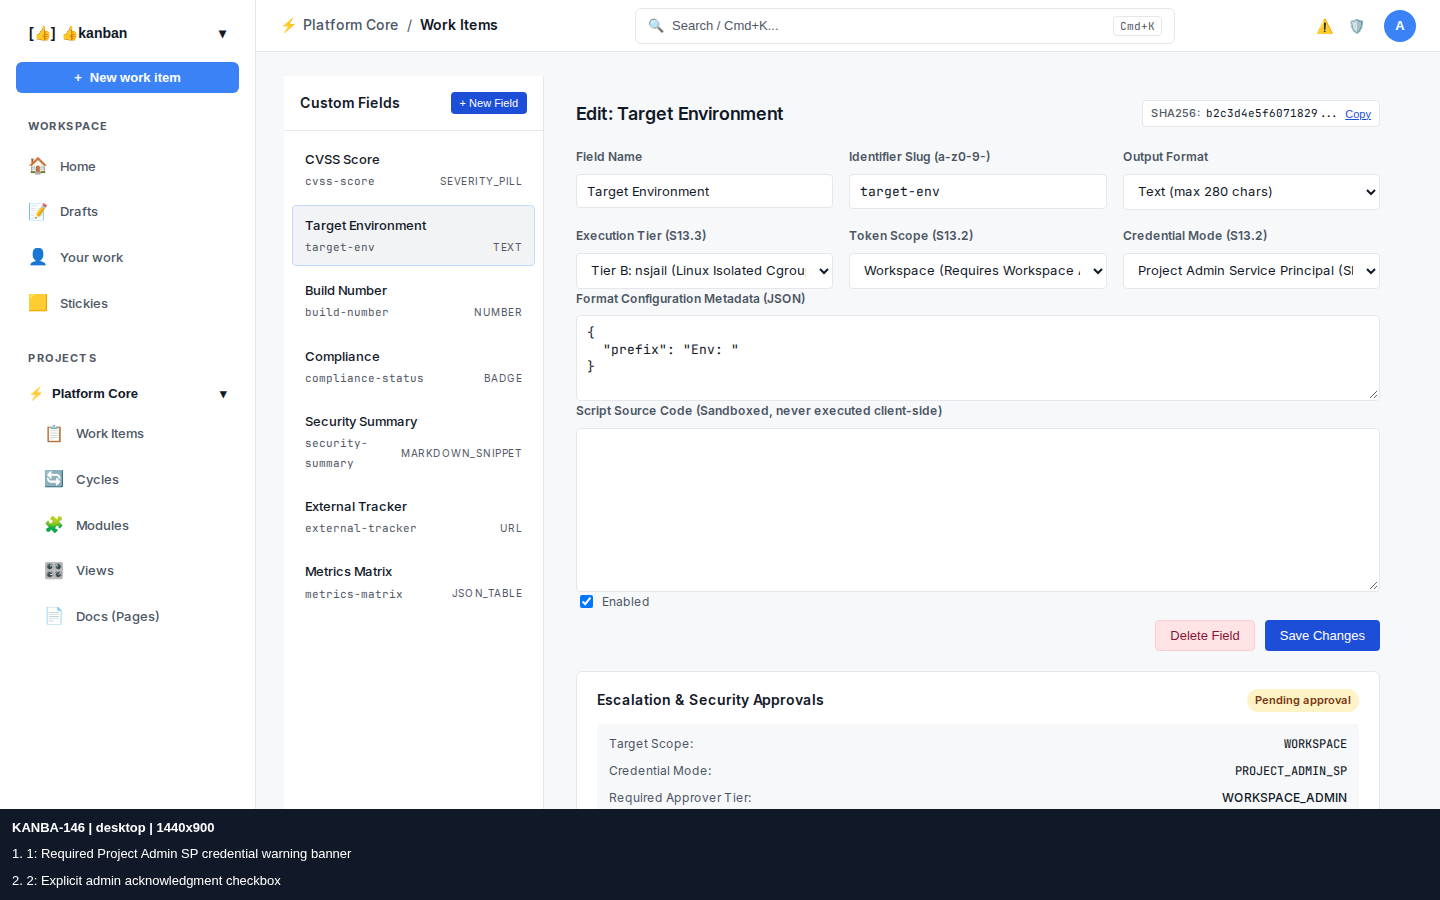 [👍] 👍kanban ▼
+ New work item
WORKSPACE
Home
Drafts
Your work
Stickies
PROJECTS
Platform Core ▼
Work Items
Cycles
Modules
Views
Docs (Pages)
⚡ Platform Core / Work Items
Search / Cmd+K...
Cmd+K
A
Custom Fields
+ New Field
CVSS Score
cvss-score SEVERITY_PILL
Target Environment
target-env TEXT
Build Number
build-number NUMBER
Compliance
compliance-status BADGE
Security Summary
security-summary MARKDOWN_SNIPPET
External Tracker
external-tracker URL
Metrics Matrix
metrics-matrix JSON_TABLE
Edit: Target Environment
SHA256: b2c3d4e5f6071829... Copy
Field Name
Target Environment
Identifier Slug (a-z0-9-)
target-env
Output Format
Text (max 280 chars)
Execution Tier (S13.3)
Tier B: nsjail (Linux Isolated Cgrou
Token Scope (S13.2)
Workspace (Requires Workspace
Credential Mode (S13.2)
Project Admin Service Principal (S
Format Configuration Metadata (JSON)
{
"prefix": "Env: "
}
Script Source Code (Sandboxed, never executed client-side)
Enabled
Delete Field
Save Changes
Escalation & Security Approvals
Pending approval
Target Scope: WORKSPACE
Credential Mode: PROJECT_ADMIN_SP
Required Approver Tier: WORKSPACE_ADMIN
KANBA-146 | desktop | 1440x900
1. 1: Required Project Admin SP credential warning banner
2. 2: Explicit admin acknowledgment checkbox